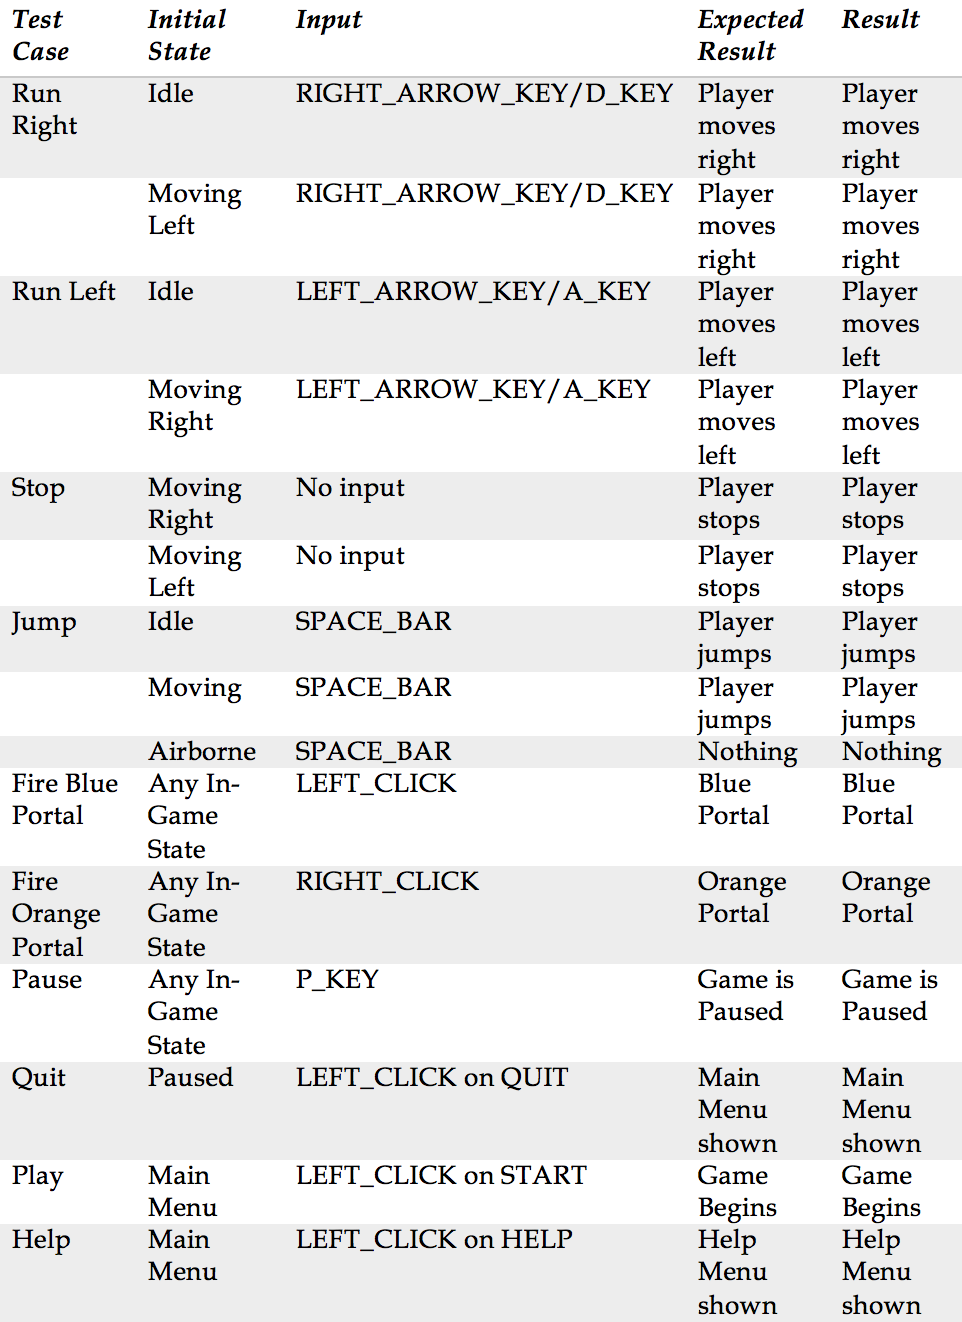 Test Case Initial State Input Expected Result Result
Run Right Idle RIGHT_ARROW_KEY/D_KEY Player moves right Player moves right
Moving Left RIGHT_ARROW_KEY/D_KEY Player moves right Player moves right
Run Left Idle LEFT_ARROW_KEY/A_KEY Player moves left Player moves left
Moving Right LEFT_ARROW_KEY/A_KEY Player moves left Player moves left
Stop Moving Right No input Player stops Player stops
Moving Left No input Player stops Player stops
Jump Idle SPACE_BAR Player jumps Player jumps
Moving SPACE_BAR Player jumps Player jumps
Airborne SPACE_BAR Nothing Nothing
Fire Blue Portal Any In-Game State LEFT_CLICK Blue Portal Blue Portal
Fire Orange Portal Any In-Game State RIGHT_CLICK Orange Portal Orange Portal
Pause Any In-Game State P_KEY Game is Paused Game is Paused
Quit Paused LEFT_CLICK on QUIT Main Menu shown Main Menu shown
Play Main Menu LEFT_CLICK on START Game Begins Game Begins
Help Main Menu LEFT_CLICK on HELP Help Menu shown Help Menu shown